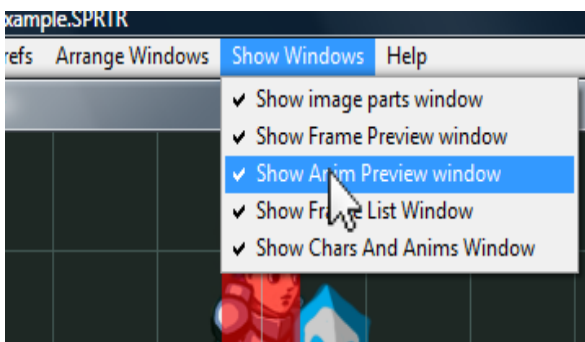 xample.SPRTR
refs Arrange Windows Show Windows Help
✓ Show image parts window
✓ Show Frame Preview window
✓ Show Anim Preview window
✓ Show Frame List Window
✓ Show Chars And Anims Window